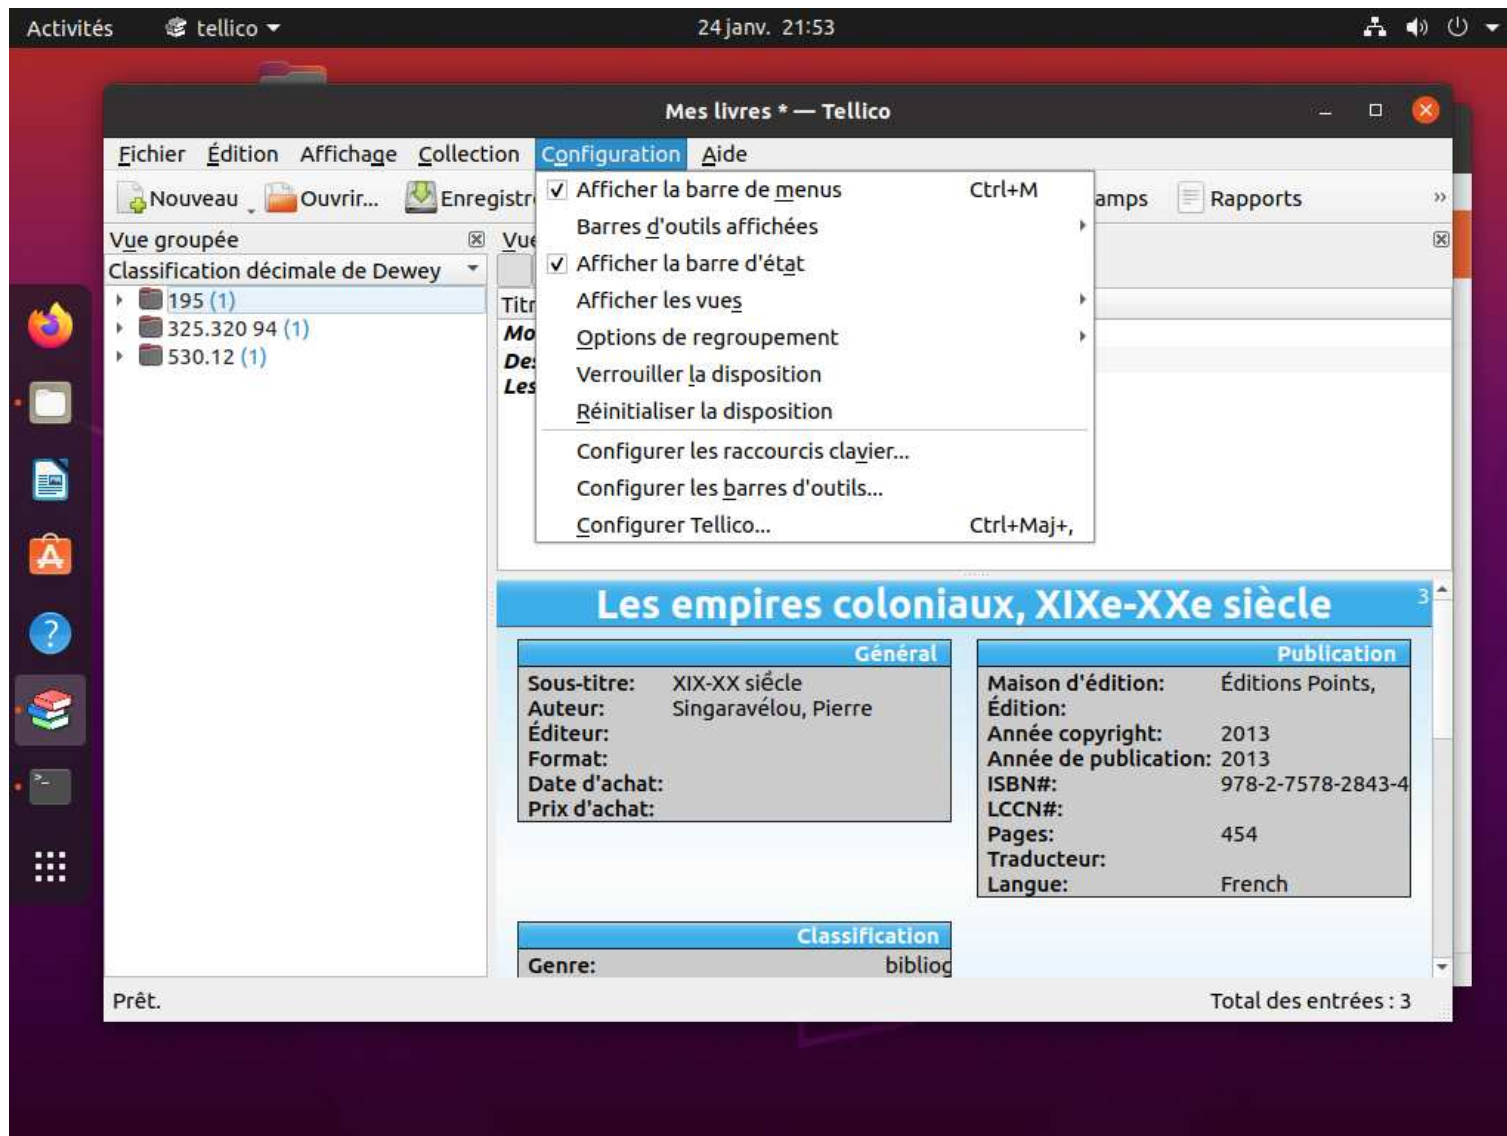 Activités tellico 24 janv. 21:53
Mes livres * — Tellico
Fichier Édition Affichage Collection Configuration Aide
Nouveau Ouvrir... Rapports »
Vue groupée
Classification décimale de Dewey
195 (1)
325.320 94 (1)
530.12 (1)
Afficher la barre de menus Ctrl+M
Barres d'outils affichées
Afficher la barre d'état
Afficher les vues
Options de regroupement
Verrouiller la disposition
Réinitialiser la disposition
Configurer les raccourcis clavier...
Configurer les barres d'outils...
Configurer Tellico... Ctrl+Maj+,
Les empires coloniaux, XIXe-XXe siècle 3
Général
Sous-titre: XIX-XX siècle
Auteur: Singaravélou, Pierre
Éditeur:
Format:
Date d'achat:
Prix d'achat:
Publication
Maison d'édition: Éditions Points,
Édition:
Année copyright: 2013
Année de publication: 2013
ISBN#: 978-2-7578-2843-4
LCCN#:
Pages: 454
Traducteur:
Langue: French
Classification
Genre:
Prêt. Total des entrées : 3